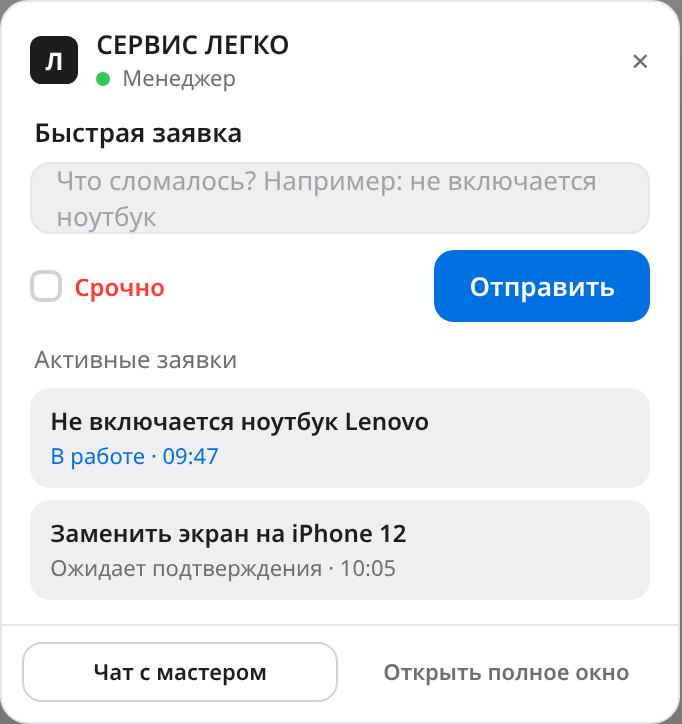 Л
СЕРВИС ЛЕГКО
Менеджер
×
Быстрая заявка
Что сломалось? Например: не включается
ноутбук
Срочно
Отправить
Активные заявки
Не включается ноутбук Lenovo
В работе · 09:47
Заменить экран на iPhone 12
Ожидает подтверждения · 10:05
Чат с мастером
Открыть полное окно